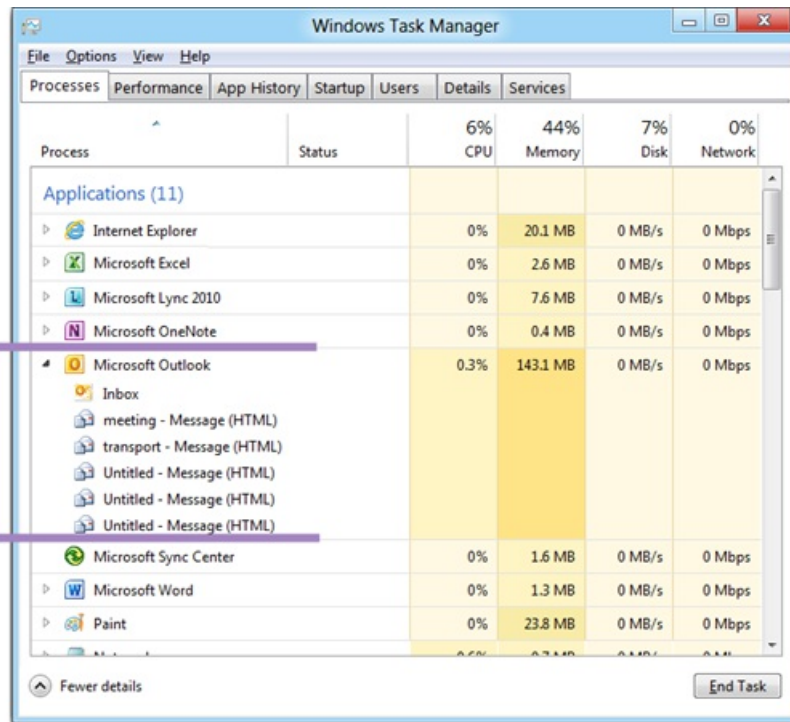 Windows Task Manager
File Options View Help
Processes Performance App History Startup Users Details Services
6% 44% 7% 0%
Process Status CPU Memory Disk Network
Applications (11)
Internet Explorer 0% 20.1 MB 0 MB/s 0 Mbps
Microsoft Excel 0% 2.6 MB 0 MB/s 0 Mbps
Microsoft Lync 2010 0% 7.6 MB 0 MB/s 0 Mbps
Microsoft OneNote 0% 0.4 MB 0 MB/s 0 Mbps
Microsoft Outlook 0.3% 143.1 MB 0 MB/s 0 Mbps
Inbox
meeting - Message (HTML)
transport - Message (HTML)
Untitled - Message (HTML)
Untitled - Message (HTML)
Untitled - Message (HTML)
Microsoft Sync Center 0% 1.6 MB 0 MB/s 0 Mbps
Microsoft Word 0% 1.3 MB 0 MB/s 0 Mbps
Paint 0% 23.8 MB 0 MB/s 0 Mbps
Fewer details End Task